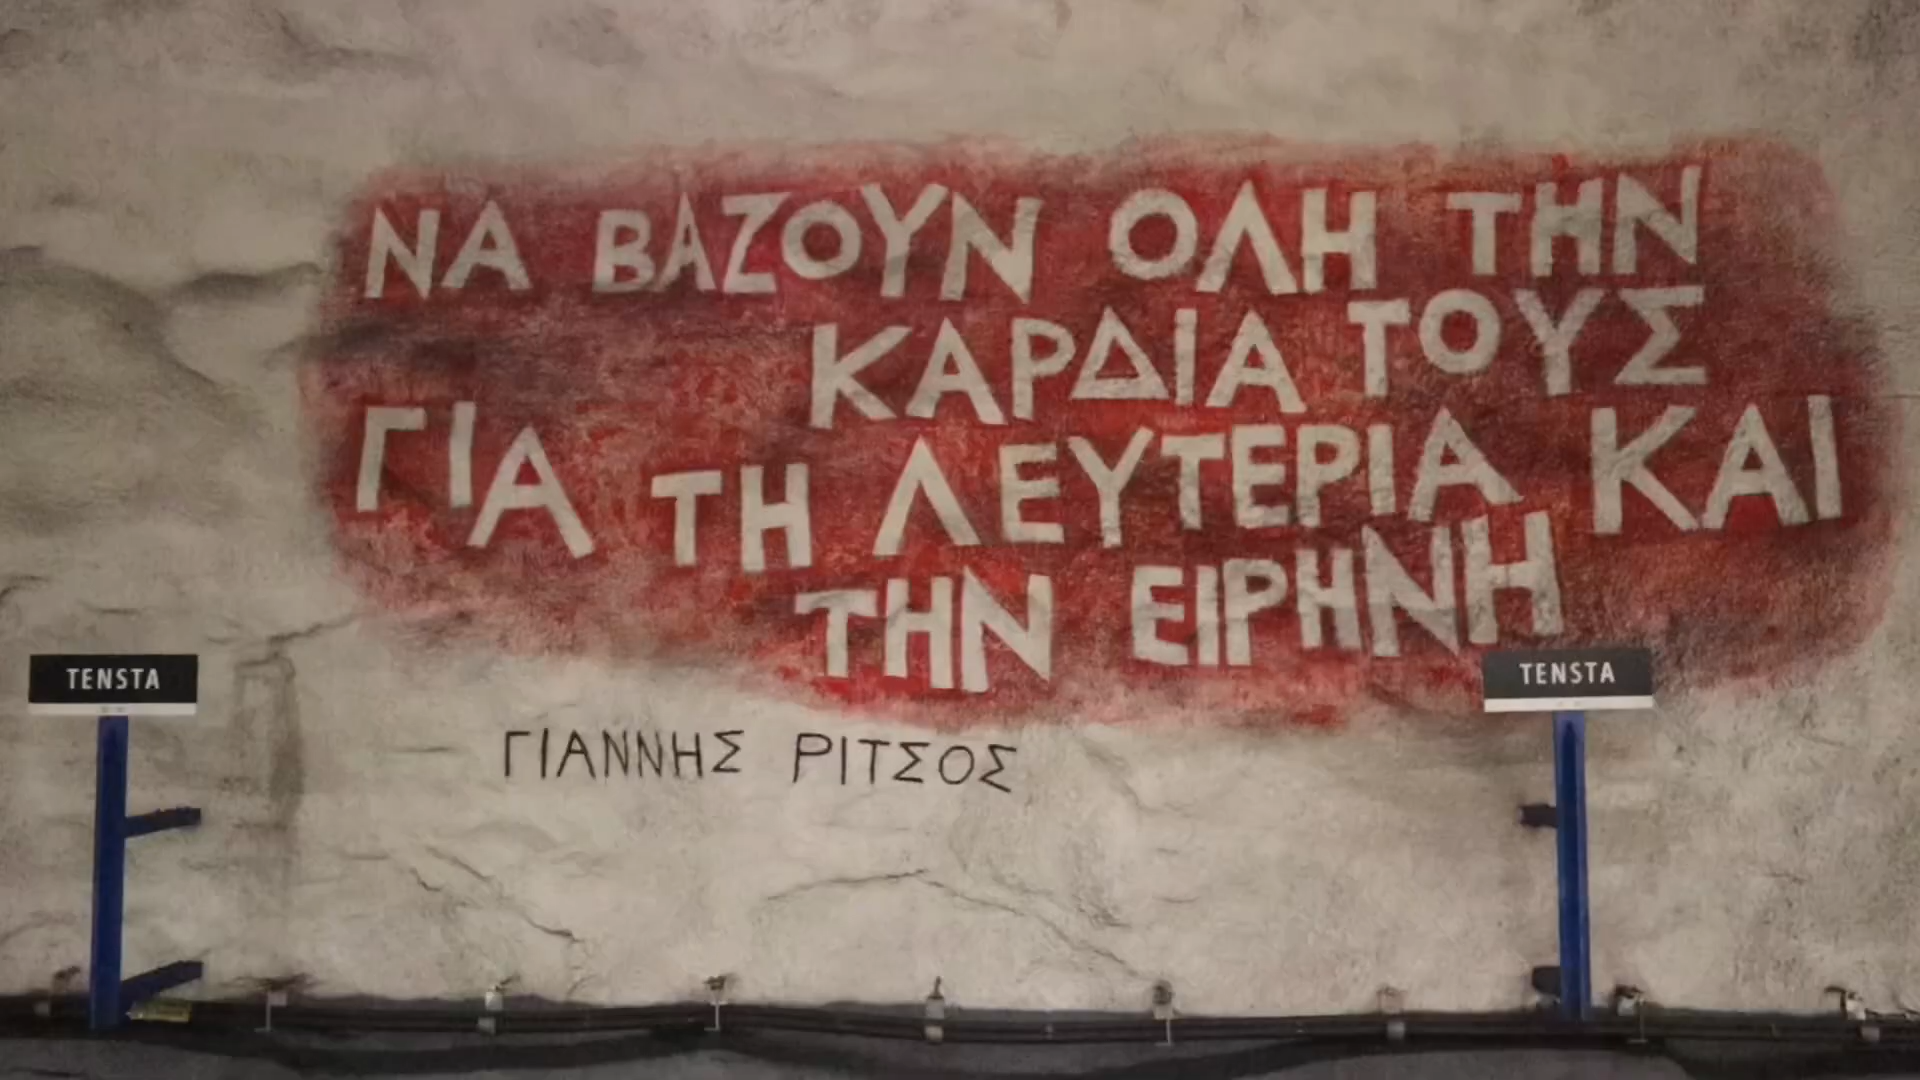 ΝΑ ΒΑΖΟΥΝ ΟΛΗ ΤΗΝ
ΚΑΡΔΙΑ ΤΟΥΣ
ΓΙΑ ΤΗ ΛΕΥΤΕΡΙΑ ΚΑΙ
ΤΗΝ ΕΙΡΗΝΗ
ΓΙΑΝΝΗΣ ΡΙΤΣΟΣ
TENSTA
TENSTA